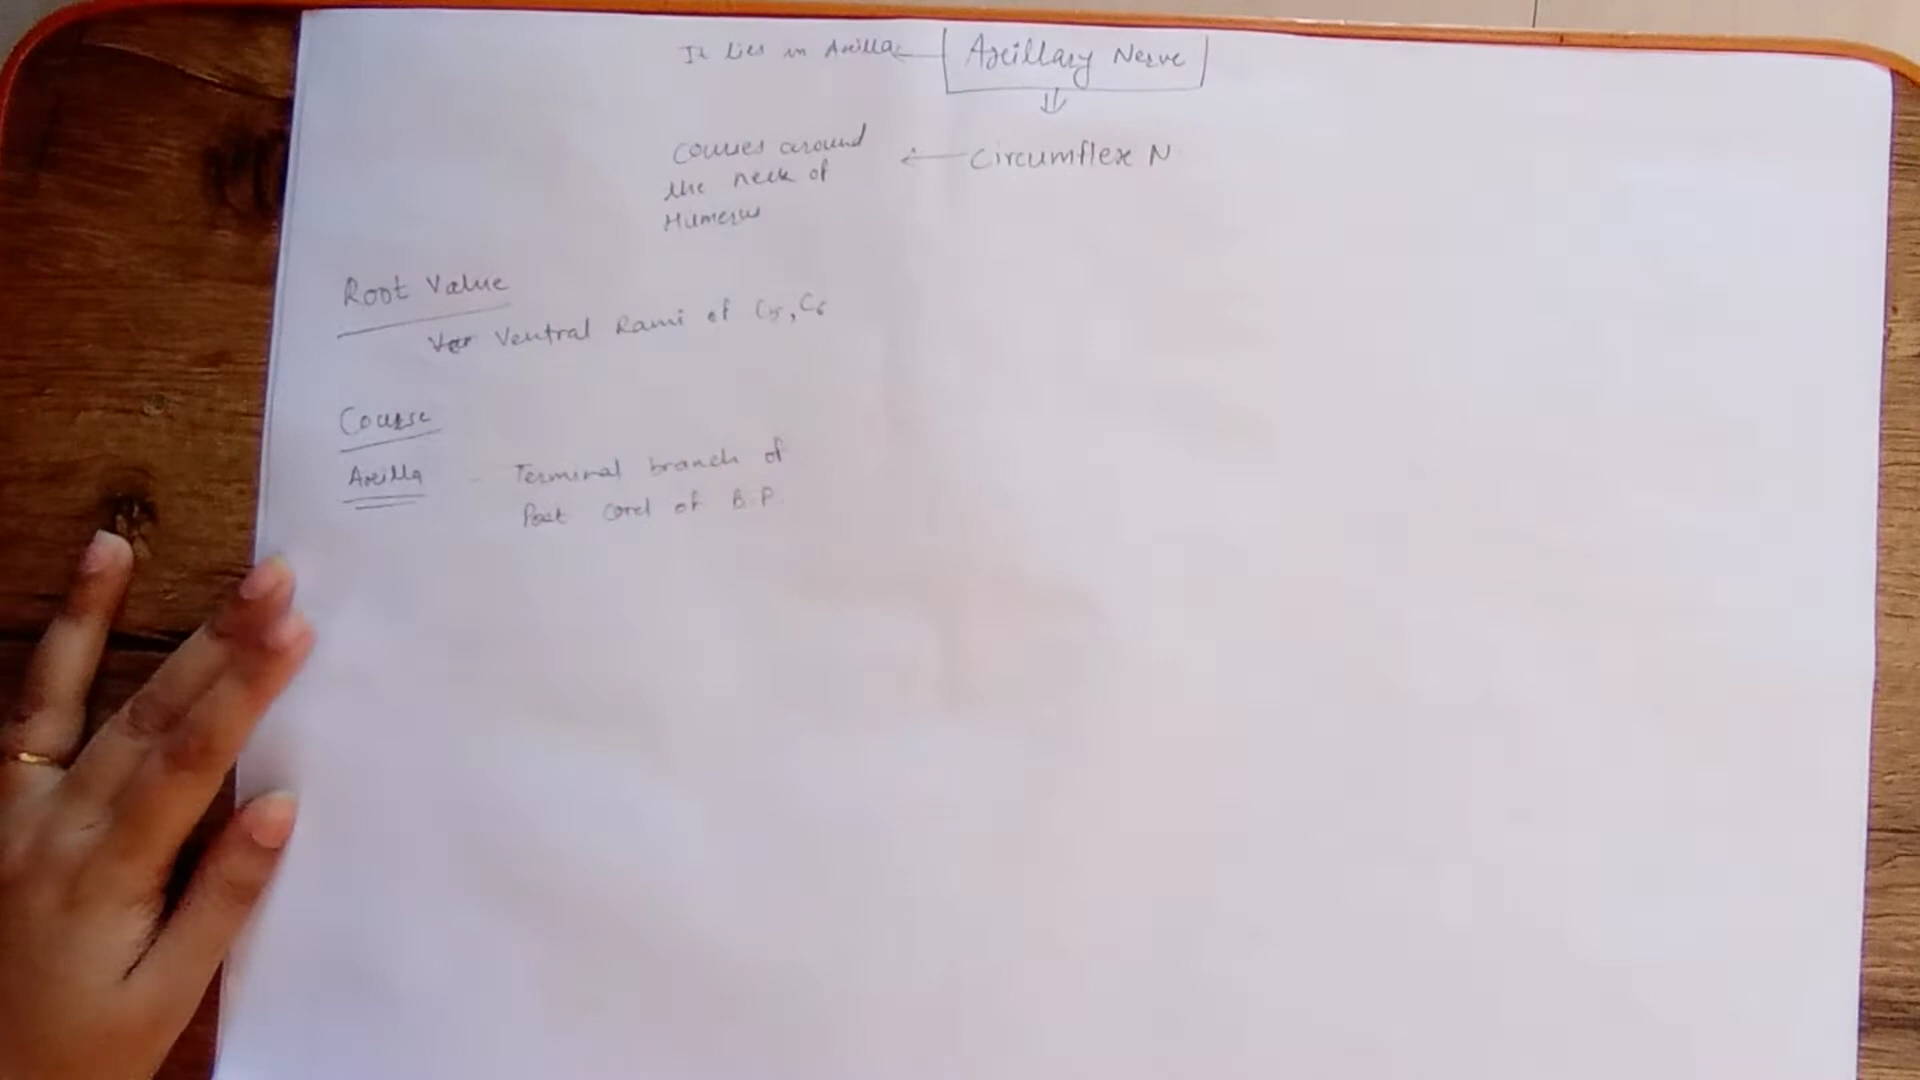 It lies in Axilla ← Axillary Nerve
⇓
courses around ← Circumflex N
the neck of
Humerus
Root Value
Ventral Rami of C5, C6
Course
Axilla - Terminal branch of
Post Cord of B.P